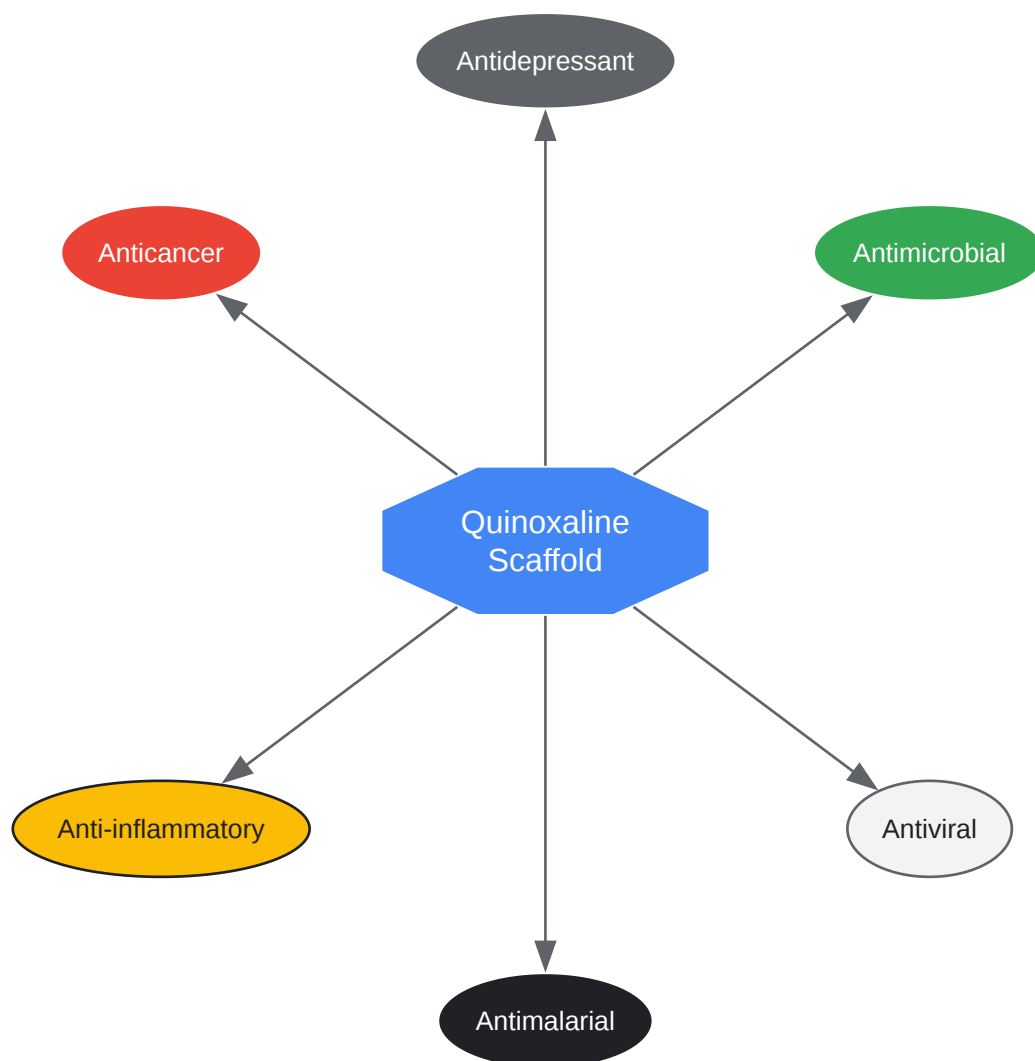 Antidepressant
Anticancer
Antimicrobial
Quinoxaline
Scaffold
Anti-inflammatory
Antiviral
Antimalarial